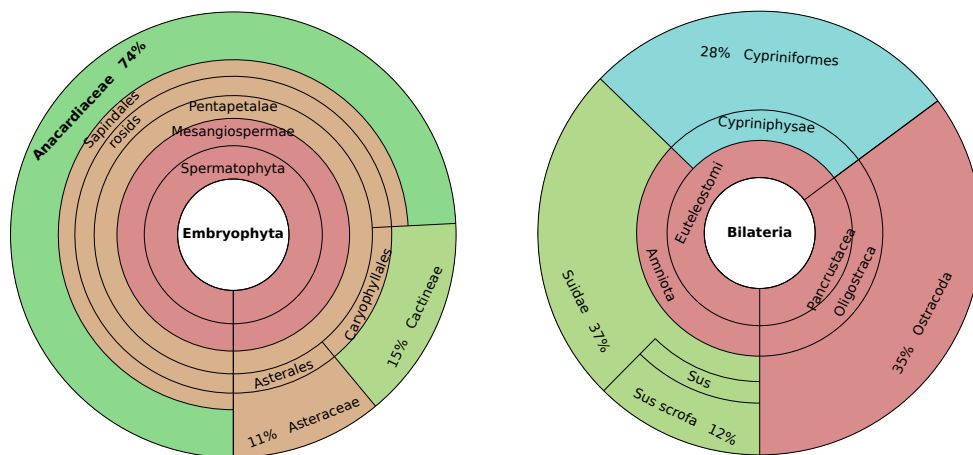 Anacardiaceae 74%
Sapindales
rosids
Pentapetalae
Mesangiospermae
Spermatophyta
Embryophyta
Caryophyllales
15% Cactineae
Asterales
11% Asteraceae
28% Cypriniformes
Cypriniphysae
Euteleostomi
Bilateria
Amniota
Pancrustacea
Oligostraca
35% Ostracoda
Suidae 37%
Sus
Sus scrofa 12%